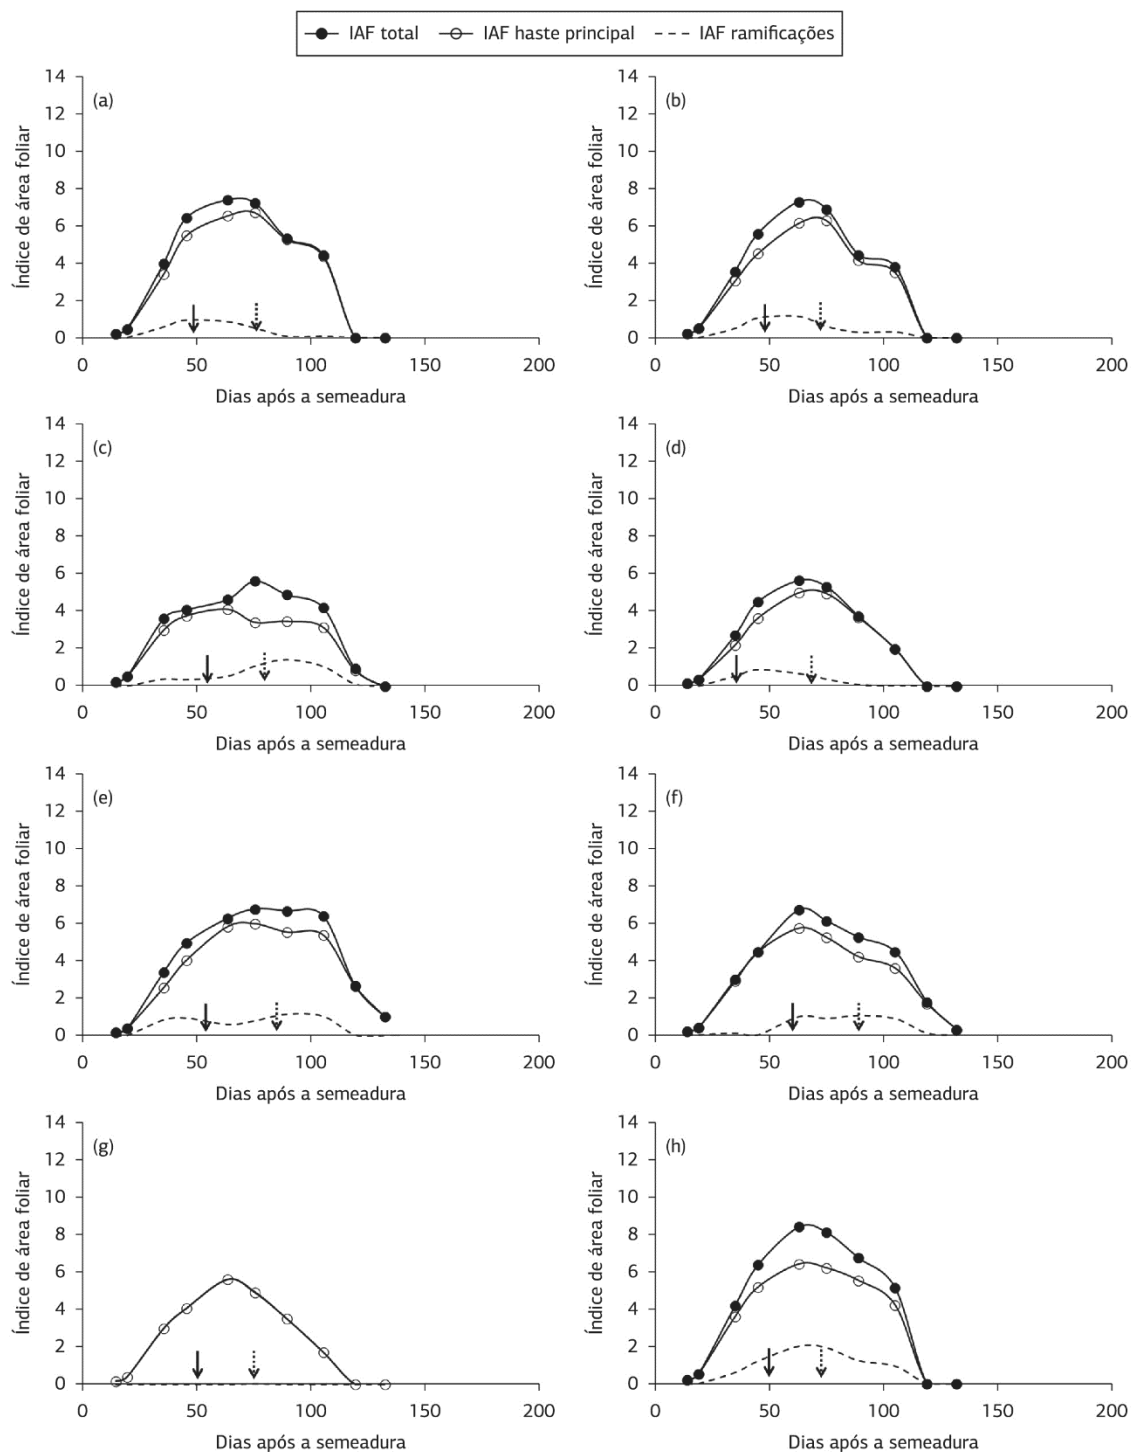 IAF total IAF haste principal IAF ramificações
14
12
10
8
6
4
2
0
Índice de área foliar
(a)
0 50 100 150 200
Dias após a semeadura
14
12
10
8
6
4
2
0
Índice de área foliar
(b)
0 50 100 150 200
Dias após a semeadura
14
12
10
8
6
4
2
0
Índice de área foliar
(c)
0 50 100 150 200
Dias após a semeadura
14
12
10
8
6
4
2
0
Índice de área foliar
(d)
0 50 100 150 200
Dias após a semeadura
14
12
10
8
6
4
2
0
Índice de área foliar
(e)
0 50 100 150 200
Dias após a semeadura
14
12
10
8
6
4
2
0
Índice de área foliar
(f)
0 50 100 150 200
Dias após a semeadura
14
12
10
8
6
4
2
0
Índice de área foliar
(g)
0 50 100 150 200
Dias após a semeadura
14
12
10
8
6
4
2
0
Índice de área foliar
(h)
0 50 100 150 200
Dias após a semeadura